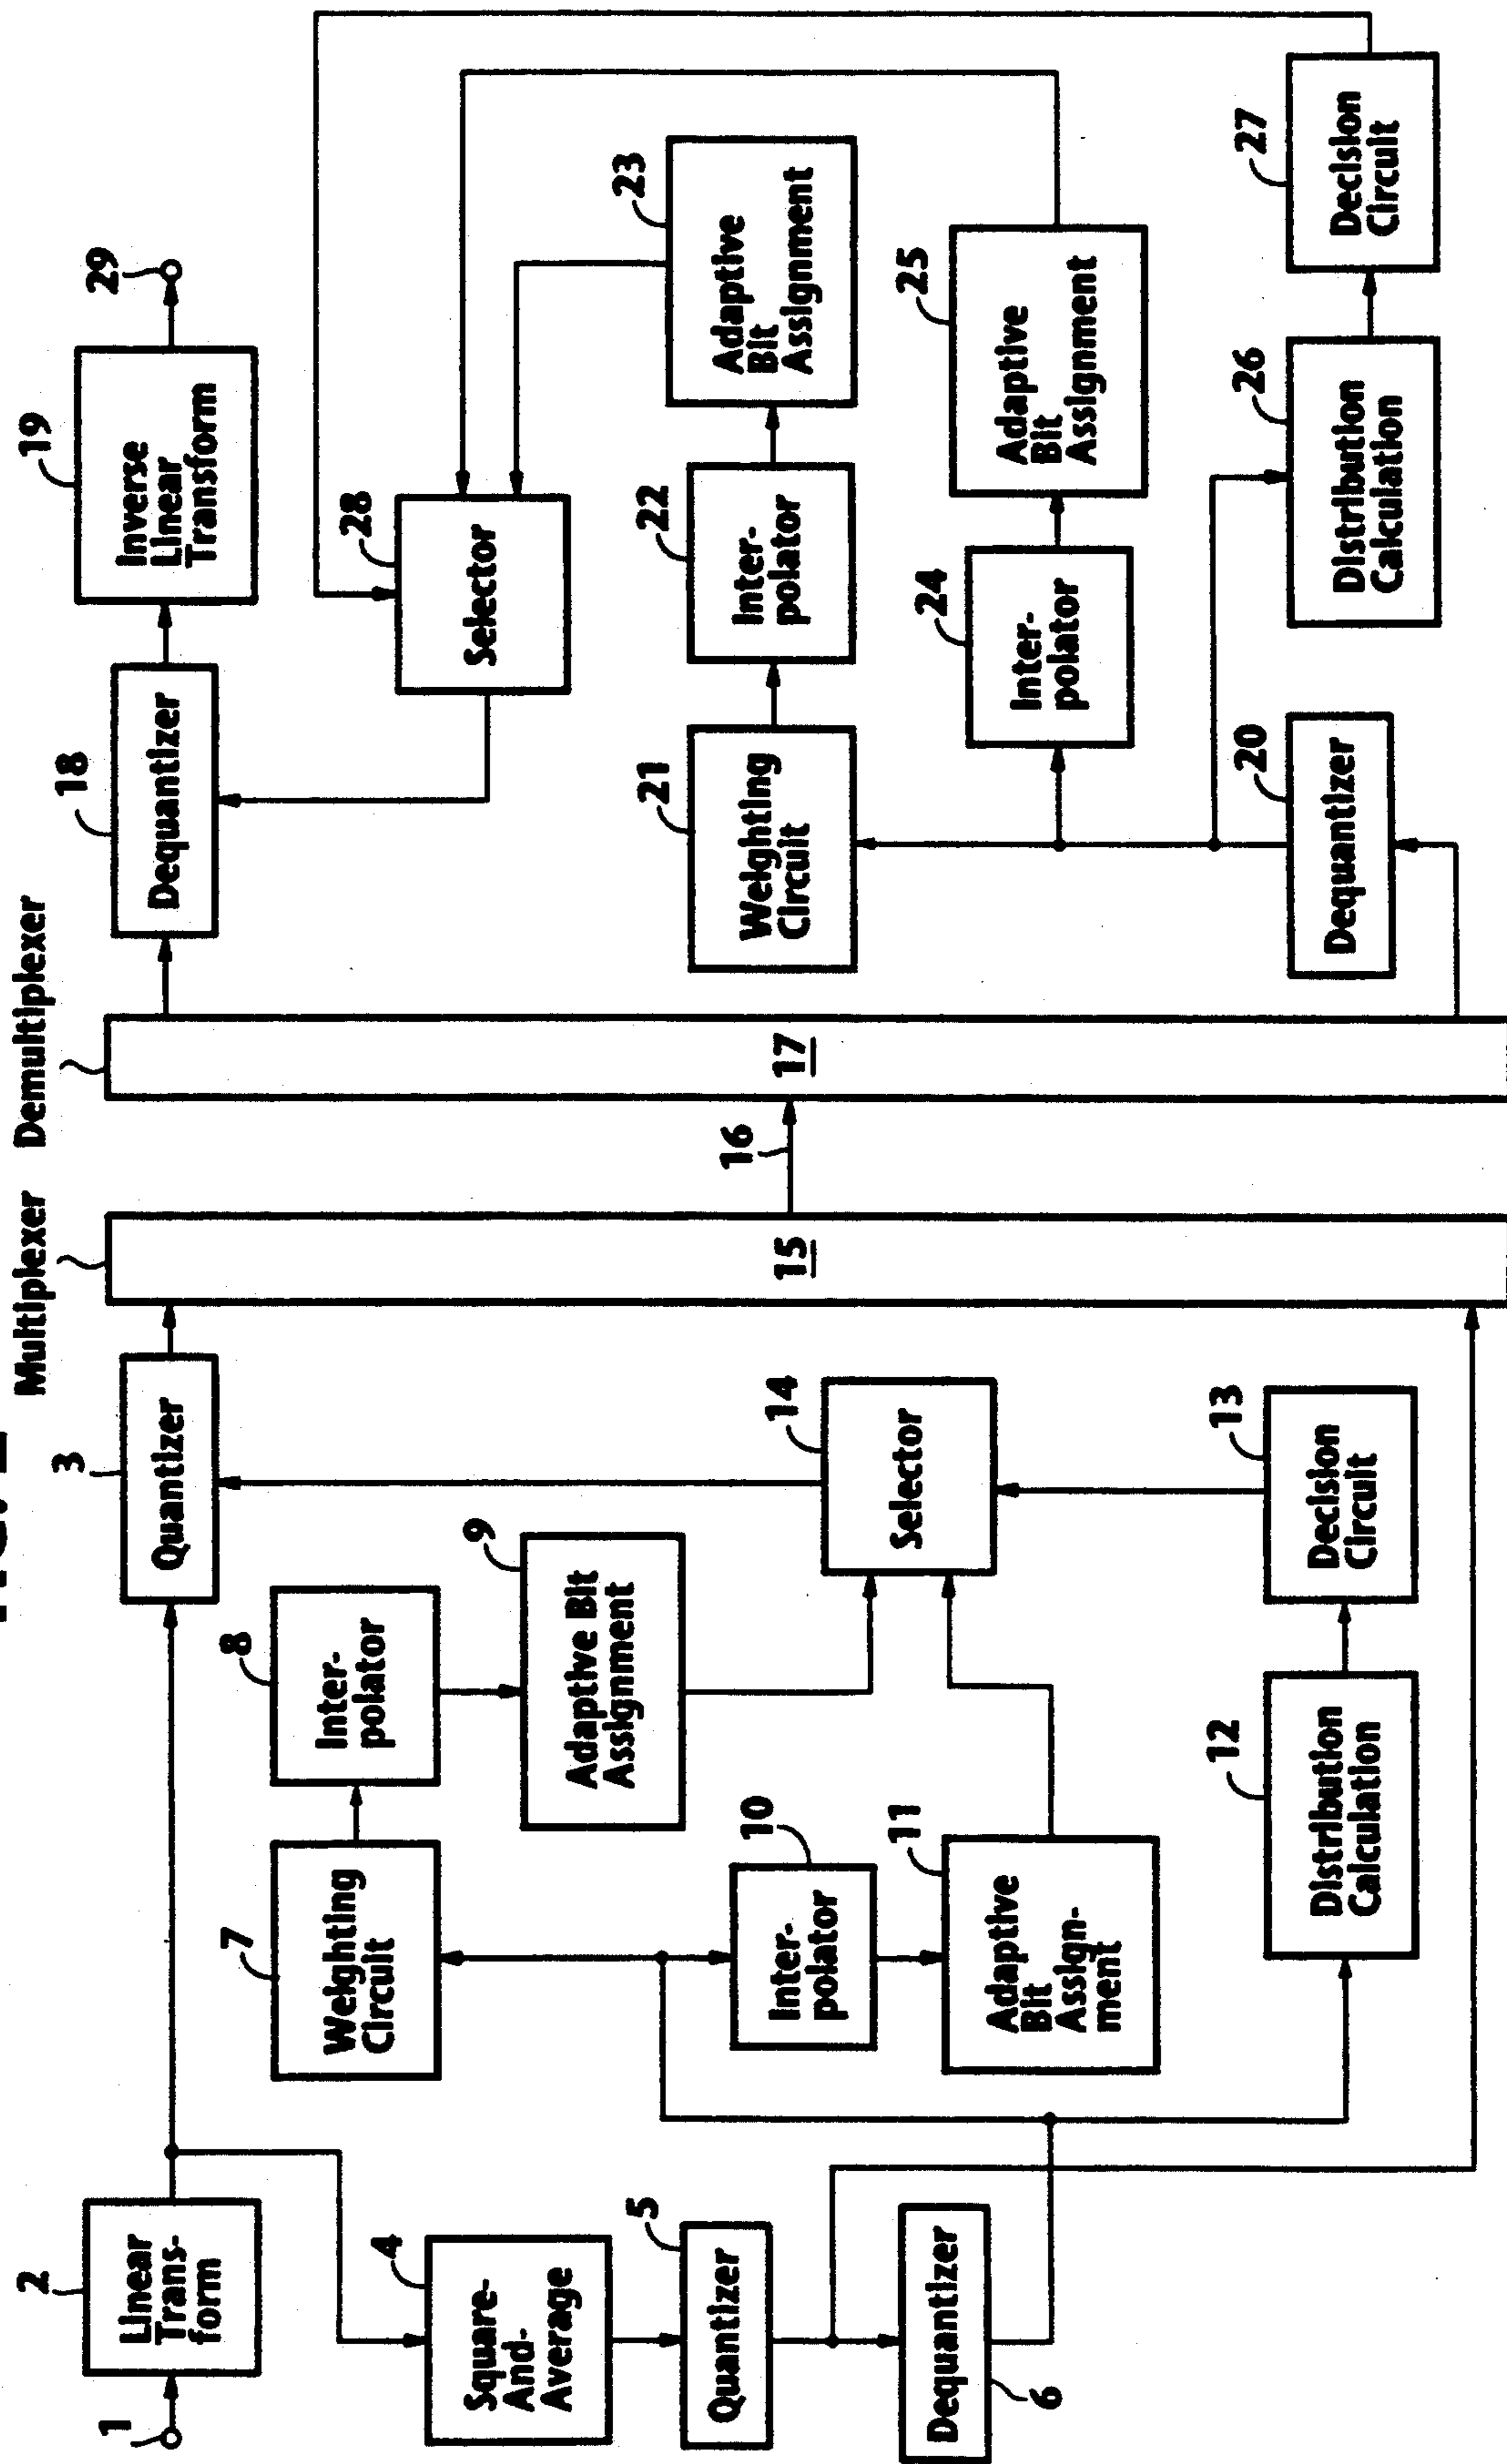 Multiplexer
Demultiplexer
1
2
Linear
Trans-
form
3
Quantizer
4
Square-
And-
Average
5
Quantizer
6
Dequantizer
7
Weighting
Circuit
8
Inter-
polator
9
Adaptive Bit
Assignment
10
Inter-
polator
11
Adaptive
Bit
Assign-
ment
12
Distribution
Calculation
13
Decision
Circuit
14
Selector
15
16
17
18
Dequantizer
19
Inverse
Linear
Transform
29
28
Selector
21
Weighting
Circuit
22
Inter-
polator
23
Adaptive
Bit
Assignment
24
Inter-
polator
25
Adaptive
Bit
Assignment
20
Dequantizer
26
Distribution
Calculation
27
Decision
Circuit